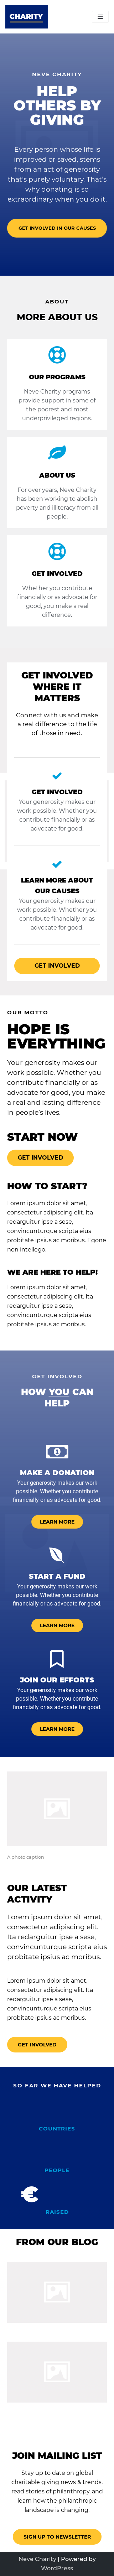 CHARITY
NEVE CHARITY
HELP
OTHERS BY
GIVING
Every person whose life is
improved or saved, stems
from an act of generosity
that's purely voluntary. That's
why donating is so
extraordinary when you do it.
GET INVOLVED IN OUR CAUSES
ABOUT
MORE ABOUT US
OUR PROGRAMS
Neve Charity programs
provide support in some of
the poorest and most
underprivileged regions.
ABOUT US
For over years, Neve Charity
has been working to abolish
poverty and illiteracy from all
people.
GET INVOLVED
Whether you contribute
financially or as advocate for
good, you make a real
difference.
GET INVOLVED
WHERE IT
MATTERS
Connect with us and make
a real difference to the life
of those in need.
GET INVOLVED
Your generosity makes our
work possible. Whether you
contribute financially or as
advocate for good.
LEARN MORE ABOUT
OUR CAUSES
Your generosity makes our
work possible. Whether you
contribute financially or as
advocate for good.
GET INVOLVED
OUR MOTTO
HOPE IS
EVERYTHING
Your generosity makes our
work possible. Whether you
contribute financially or as
advocate for good, you make
a real and lasting difference
in people's lives.
START NOW
GET INVOLVED
HOW TO START?
Lorem ipsum dolor sit amet,
consectetur adipiscing elit. Ita
redarguitur ipse a sese,
convincunturque scripta eius
probitate ipsius ac moribus. Egone
non intellego.
WE ARE HERE TO HELP!
Lorem ipsum dolor sit amet,
consectetur adipiscing elit. Ita
redarguitur ipse a sese,
convincunturque scripta eius
probitate ipsius ac moribus.
GET INVOLVED
HOW YOU CAN
HELP
MAKE A DONATION
Your generosity makes our work
possible. Whether you contribute
financially or as advocate for good.
LEARN MORE
START A FUND
Your generosity makes our work
possible. Whether you contribute
financially or as advocate for good.
LEARN MORE
JOIN OUR EFFORTS
Your generosity makes our work
possible. Whether you contribute
financially or as advocate for good.
LEARN MORE
A photo caption
OUR LATEST
ACTIVITY
Lorem ipsum dolor sit amet,
consectetur adipiscing elit.
Ita redarguitur ipse a sese,
convincunturque scripta eius
probitate ipsius ac moribus.
Lorem ipsum dolor sit amet,
consectetur adipiscing elit. Ita
redarguitur ipse a sese,
convincunturque scripta eius
probitate ipsius ac moribus.
GET INVOLVED
SO FAR WE HAVE HELPED
COUNTRIES
PEOPLE
€
RAISED
FROM OUR BLOG
JOIN MAILING LIST
Stay up to date on global
charitable giving news & trends,
read stories of philanthropy, and
learn how the philanthropic
landscape is changing.
SIGN UP TO NEWSLETTER
Neve Charity | Powered by
WordPress